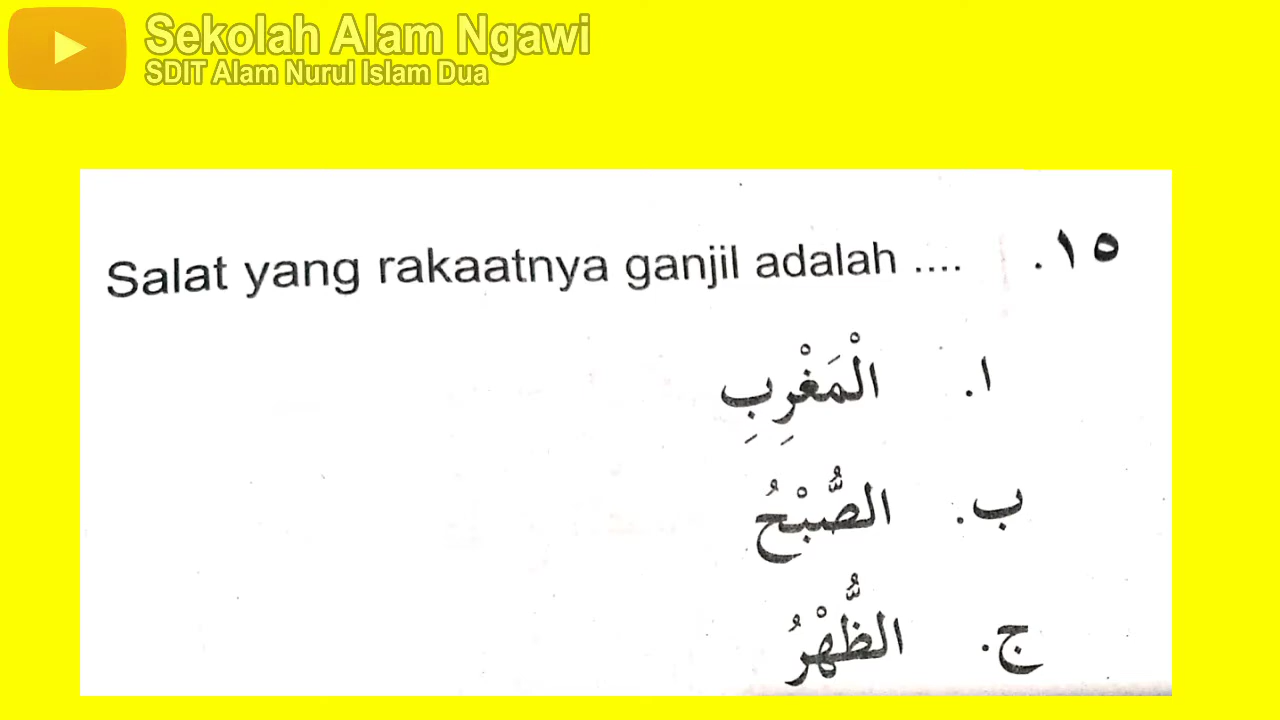 Sekolah Alam Ngawi
SDIT Alam Nurul Islam Dua
١٥. Salat yang rakaatnya ganjil adalah ....
ا. الْمَغْرِبِ
ب. الصُّبْحُ
ج. الظُّهْرُ